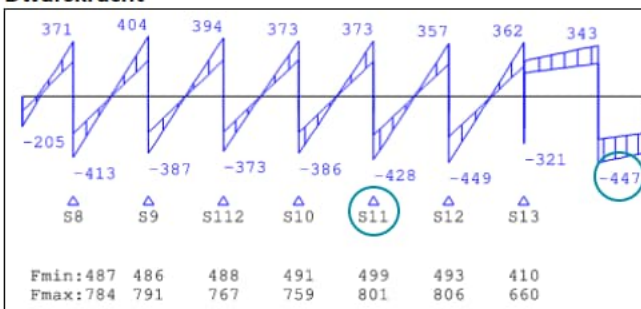 371 404 394 373 373 357 362 343
-205 -413 -387 -373 -386 -428 -449 -321 -447
S8 S9 S112 S10 S11 S12 S13
Fmin:487 486 488 491 499 493 410
Fmax:784 791 767 759 801 806 660